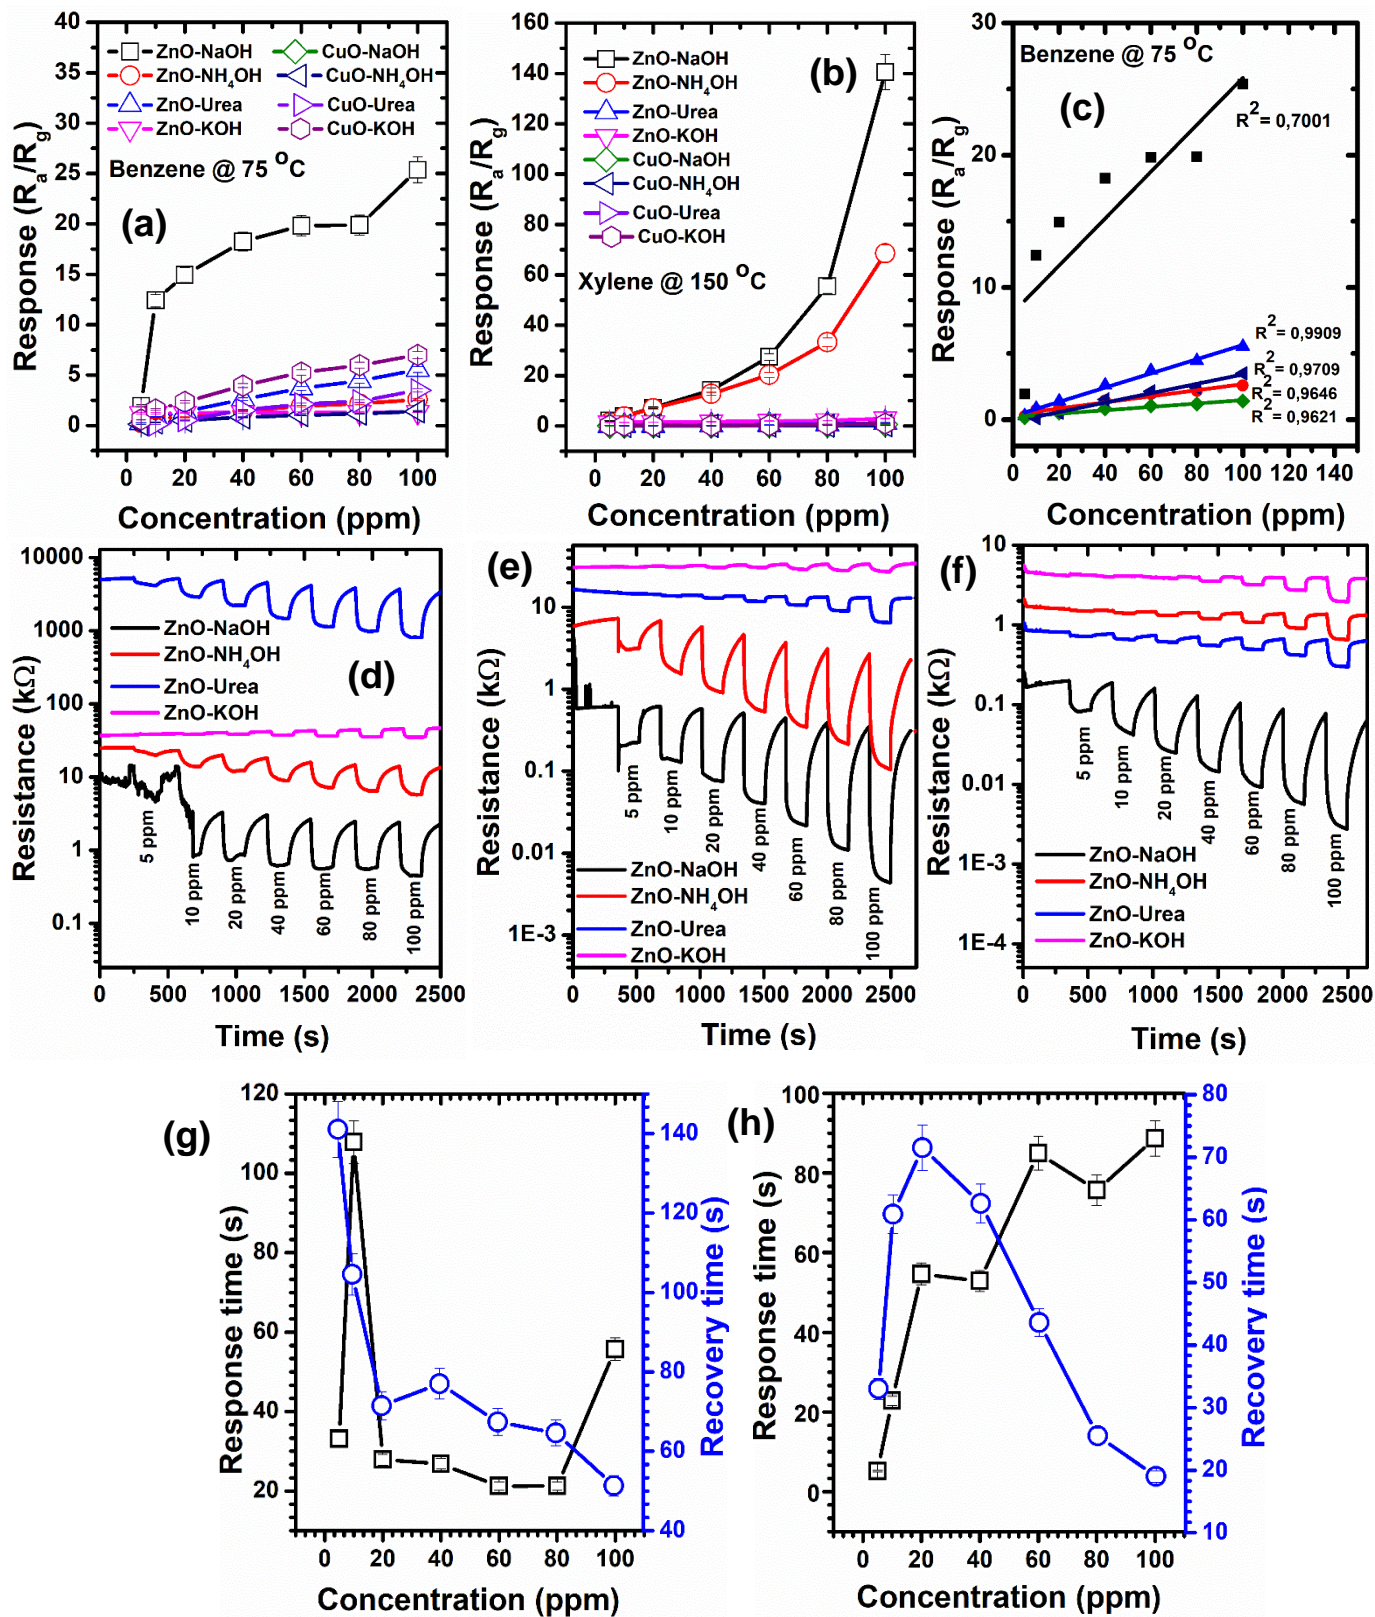 (a)
Response (Ra/Rg)
40
35
30
25
20
15
10
5
0
ZnO-NaOH
ZnO-NH4OH
ZnO-Urea
ZnO-KOH
CuO-NaOH
CuO-NH4OH
CuO-Urea
CuO-KOH
Benzene @ 75 °C
0 20 40 60 80 100
Concentration (ppm)
(b)
Response (Ra/Rg)
160
140
120
100
80
60
40
20
0
ZnO-NaOH
ZnO-NH4OH
ZnO-Urea
ZnO-KOH
CuO-NaOH
CuO-NH4OH
CuO-Urea
CuO-KOH
Xylene @ 150 °C
0 20 40 60 80 100
Concentration (ppm)
(c)
Response (Ra/Rg)
30
20
10
0
Benzene @ 75 °C
R2 = 0,7001
R2 = 0,9909
R2 = 0,9709
R2 = 0,9646
R2 = 0,9621
0 20 40 60 80 100 120 140
Concentration (ppm)
(d)
Resistance (kΩ)
10000
1000
100
10
1
0.1
ZnO-NaOH
ZnO-NH4OH
ZnO-Urea
ZnO-KOH
5 ppm
10 ppm
20 ppm
40 ppm
60 ppm
80 ppm
100 ppm
0 500 1000 1500 2000 2500
Time (s)
(e)
Resistance (kΩ)
10
1
0.1
0.01
1E-3
5 ppm
10 ppm
20 ppm
40 ppm
60 ppm
80 ppm
100 ppm
ZnO-NaOH
ZnO-NH4OH
ZnO-Urea
ZnO-KOH
0 500 1000 1500 2000 2500
Time (s)
(f)
Resistance (kΩ)
10
1
0.1
0.01
1E-3
1E-4
5 ppm
10 ppm
20 ppm
40 ppm
60 ppm
80 ppm
100 ppm
ZnO-NaOH
ZnO-NH4OH
ZnO-Urea
ZnO-KOH
0 500 1000 1500 2000 2500
Time (s)
(g)
Response time (s)
120
100
80
60
40
20
140
120
100
80
60
40
Recovery time (s)
0 20 40 60 80 100
Concentration (ppm)
(h)
Response time (s)
100
80
60
40
20
0
80
70
60
50
40
30
20
10
Recovery time (s)
0 20 40 60 80 100
Concentration (ppm)